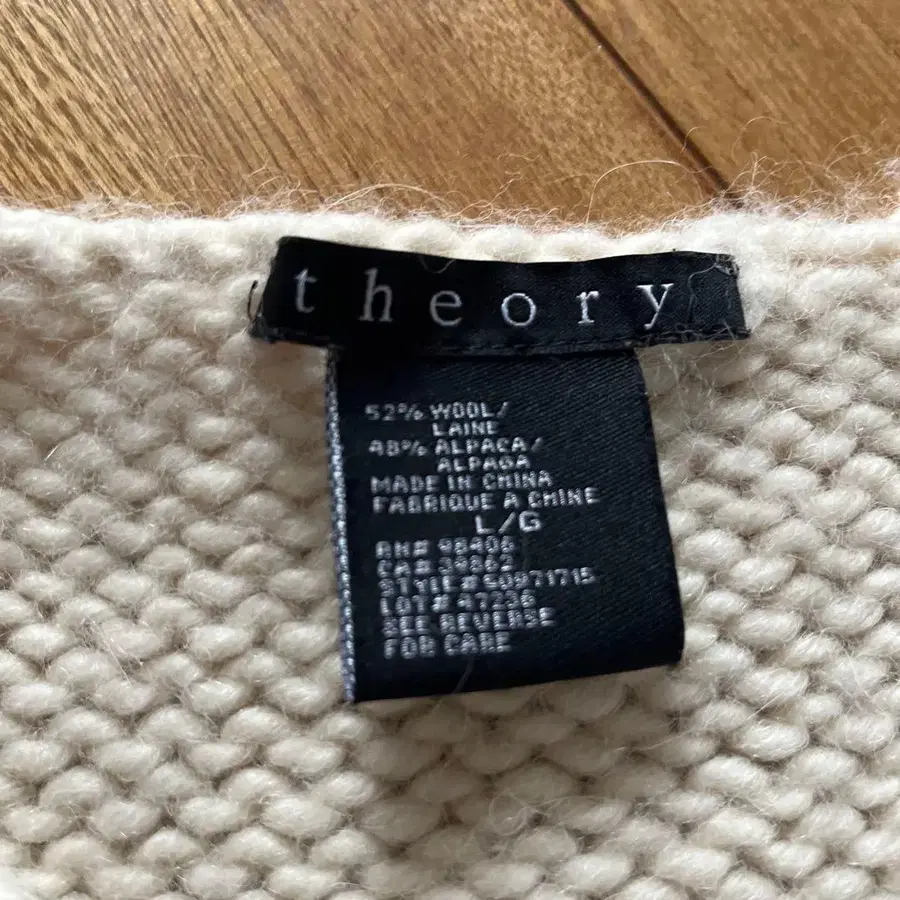 theory
52% WOOL/
LAINE
48% ALPACA/
ALPAGA
MADE IN CHINA
FABRIQUE A CHINE
L/G
RN# 98406
CA# 34862
STYLE# 50971715
LOT# 47236
SEE REVERSE
FOR CARE